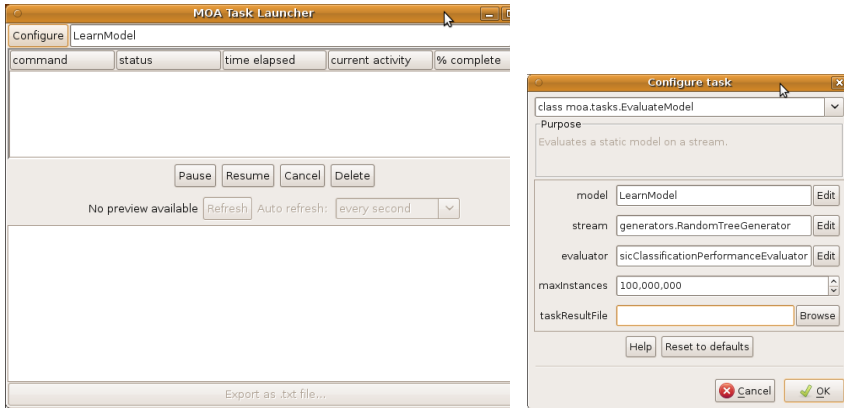 MOA Task Launcher
Configure LearnModel
command status time elapsed current activity % complete
Pause Resume Cancel Delete
No preview available Refresh Auto refresh: every second
Export as .txt file...
Configure task
class moa.tasks.EvaluateModel
Purpose
Evaluates a static model on a stream.
model LearnModel Edit
stream generators.RandomTreeGenerator Edit
evaluator sicClassificationPerformanceEvaluator Edit
maxInstances 100,000,000
taskResultFile Browse
Help Reset to defaults
Cancel OK